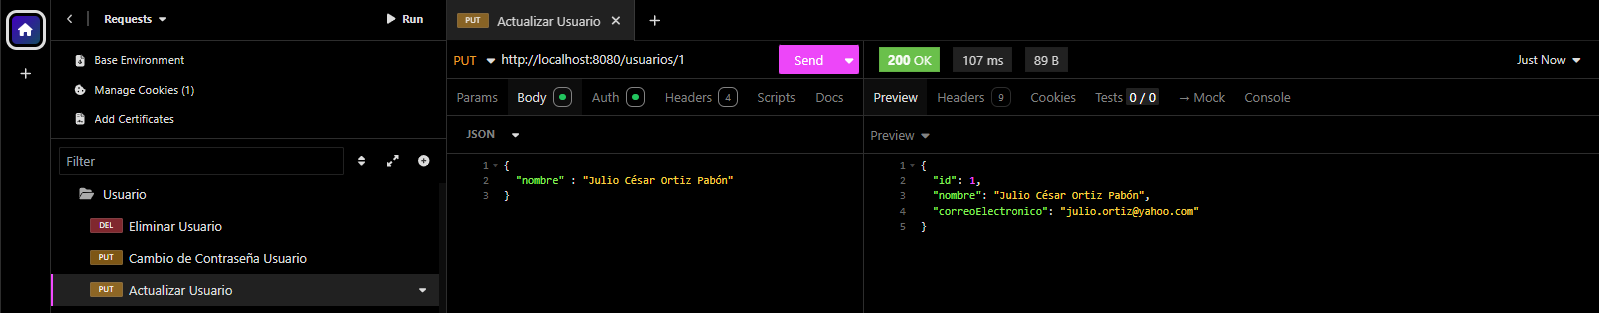 Requests
Run
Base Environment
Manage Cookies (1)
Add Certificates
Filter
Usuario
DEL Eliminar Usuario
PUT Cambio de Contraseña Usuario
PUT Actualizar Usuario
PUT Actualizar Usuario
PUT http://localhost:8080/usuarios/1 Send
Params Body Auth Headers 4 Scripts Docs
JSON
1 {
2 "nombre" : "Julio César Ortiz Pabón"
3 }
200 OK 107 ms 89 B Just Now
Preview Headers 9 Cookies Tests 0 / 0 → Mock Console
Preview
1 {
2 "id": 1,
3 "nombre": "Julio César Ortiz Pabón",
4 "correoElectronico": "julio.ortiz@yahoo.com"
5 }